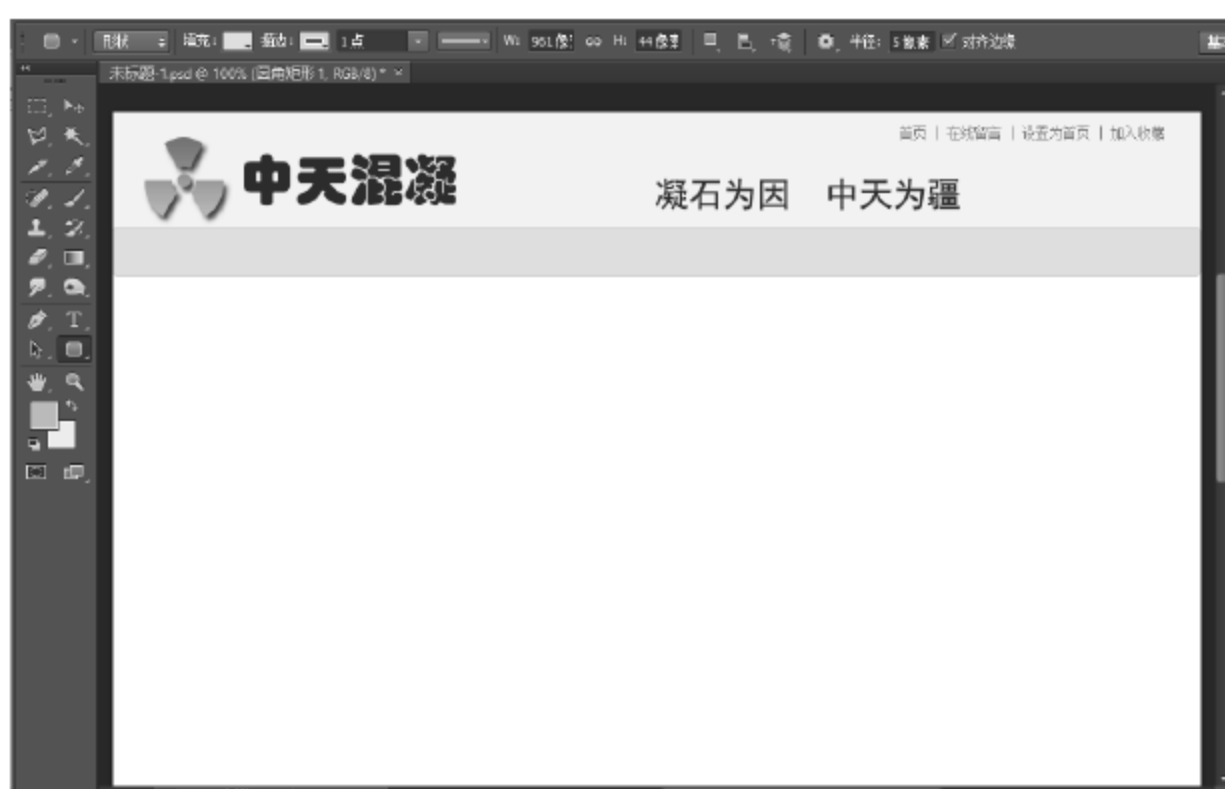 形状 填充: 描边: 1点 W: 961像 H: 44像素 半径: 5像素 对齐边缘 基
未标题-1.psd @ 100% (圆角矩形 1, RGB/8) * ×
首页 | 在线留言 | 设置为首页 | 加入收藏
中天混凝
凝石为因 中天为疆